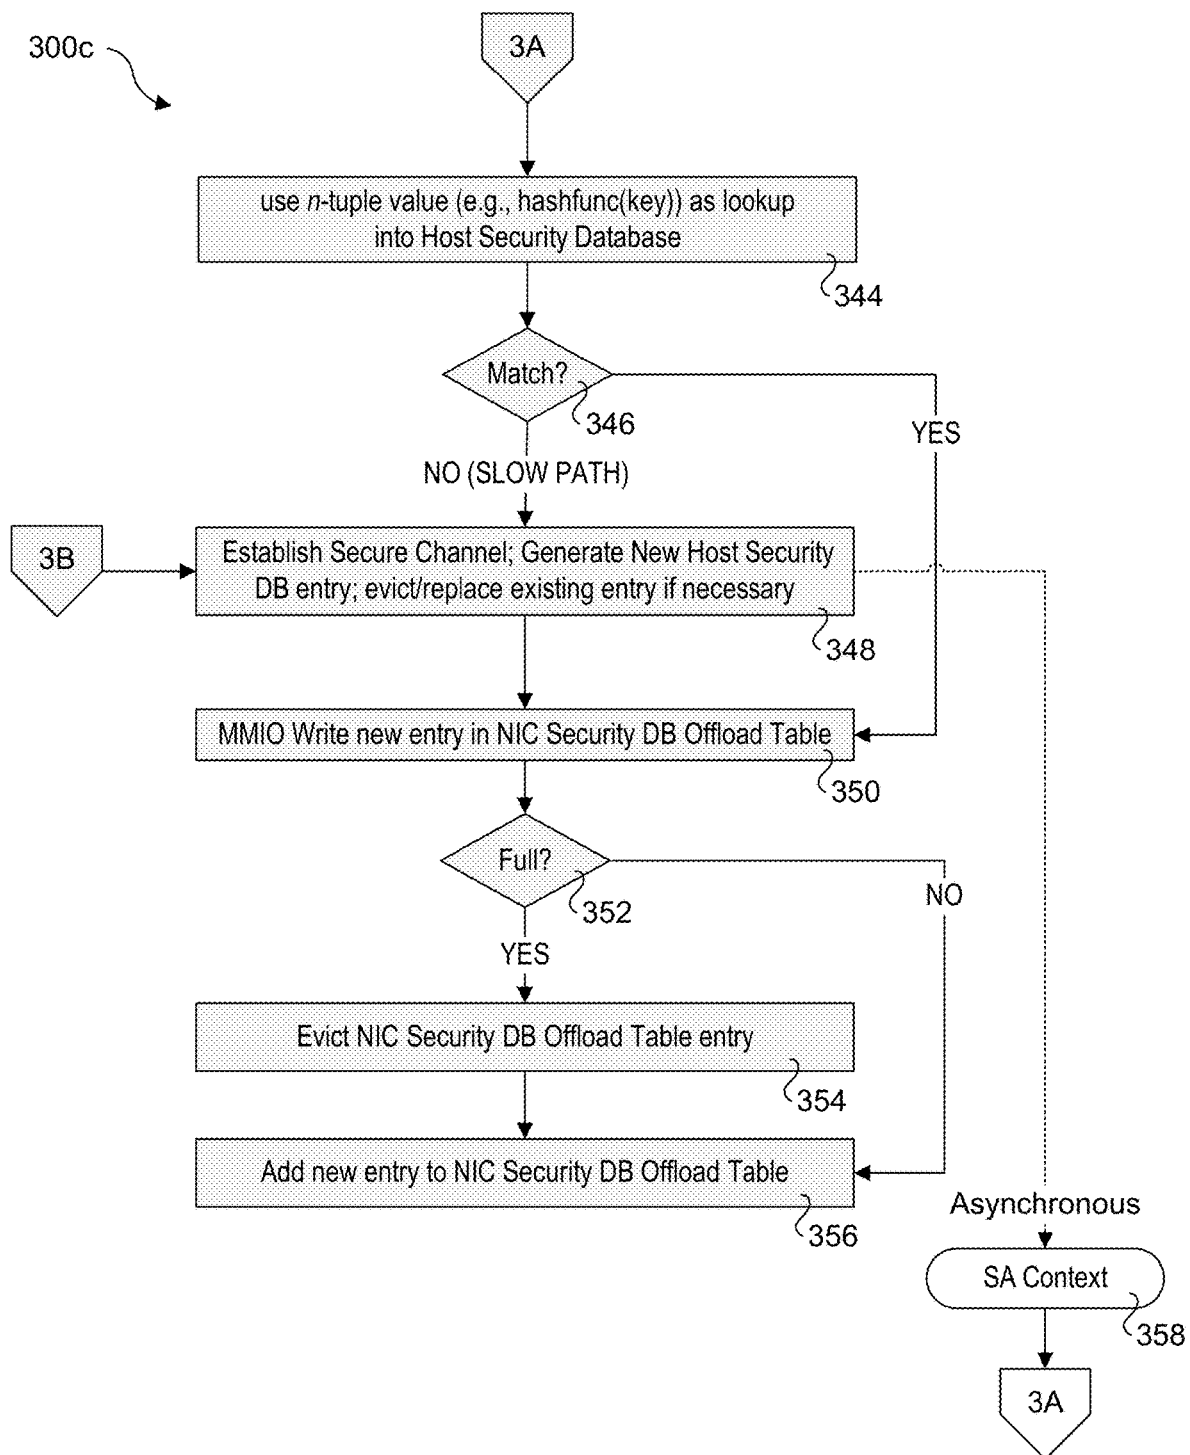 300c
3A
use n-tuple value (e.g., hashfunc(key)) as lookup
into Host Security Database
344
Match?
346
YES
NO (SLOW PATH)
3B
Establish Secure Channel; Generate New Host Security
DB entry; evict/replace existing entry if necessary
348
MMIO Write new entry in NIC Security DB Offload Table
350
Full?
352
NO
YES
Evict NIC Security DB Offload Table entry
354
Add new entry to NIC Security DB Offload Table
356
Asynchronous
SA Context
358
3A